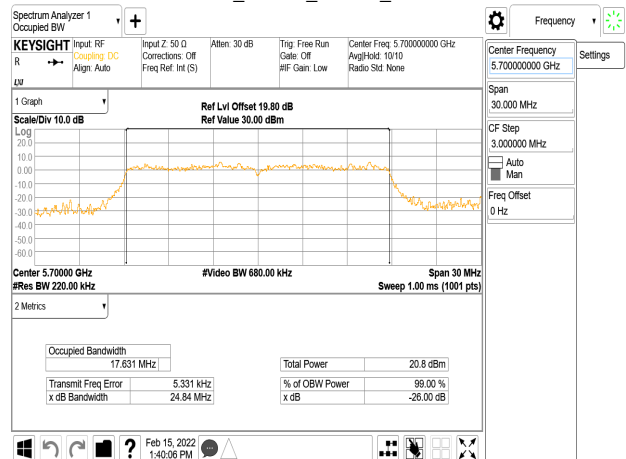 Spectrum Analyzer 1
Occupied BW
Frequency
KEYSIGHT
R
LXI
Input: RF
Coupling: DC
Align: Auto
Input Z: 50 Ω
Corrections: Off
Freq Ref: Int (S)
Atten: 30 dB
Trig: Free Run
Gate: Off
#IF Gain: Low
Center Freq: 5.700000000 GHz
Avg|Hold: 10/10
Radio Std: None
Center Frequency
5.700000000 GHz
Settings
Span
30.000 MHz
CF Step
3.000000 MHz
Auto
Man
Freq Offset
0 Hz
1 Graph
Scale/Div 10.0 dB
Ref Lvl Offset 19.80 dB
Ref Value 30.00 dBm
Log
20.0
10.0
0.00
-10.0
-20.0
-30.0
-40.0
-50.0
-60.0
Center 5.70000 GHz
#Video BW 680.00 kHz
Span 30 MHz
#Res BW 220.00 kHz
Sweep 1.00 ms (1001 pts)
2 Metrics
Occupied Bandwidth
17.631 MHz
Total Power 20.8 dBm
Transmit Freq Error 5.331 kHz
% of OBW Power 99.00 %
x dB Bandwidth 24.84 MHz
x dB -26.00 dB
?
Feb 15, 2022
1:40:06 PM